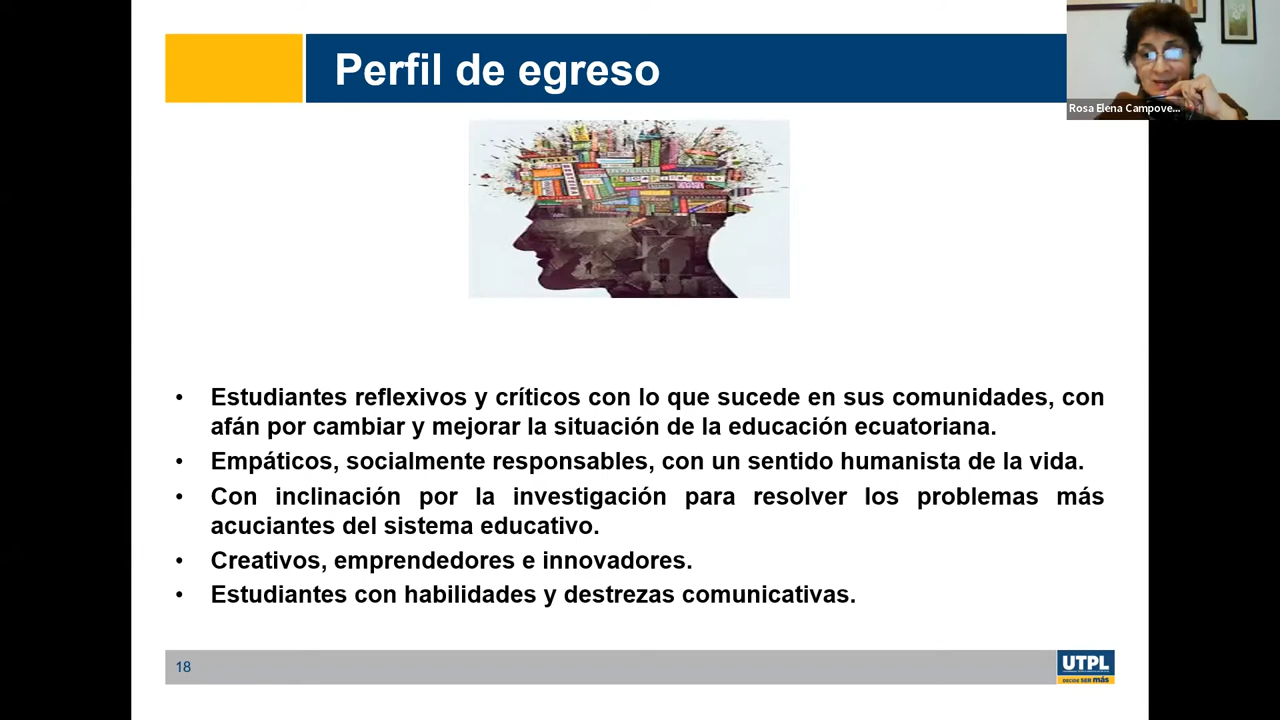 Perfil de egreso
Rosa Elena Campove...
• Estudiantes reflexivos y críticos con lo que sucede en sus comunidades, con
afán por cambiar y mejorar la situación de la educación ecuatoriana.
• Empáticos, socialmente responsables, con un sentido humanista de la vida.
• Con inclinación por la investigación para resolver los problemas más
acuciantes del sistema educativo.
• Creativos, emprendedores e innovadores.
• Estudiantes con habilidades y destrezas comunicativas.
18
UTPL
DECIDE SER más